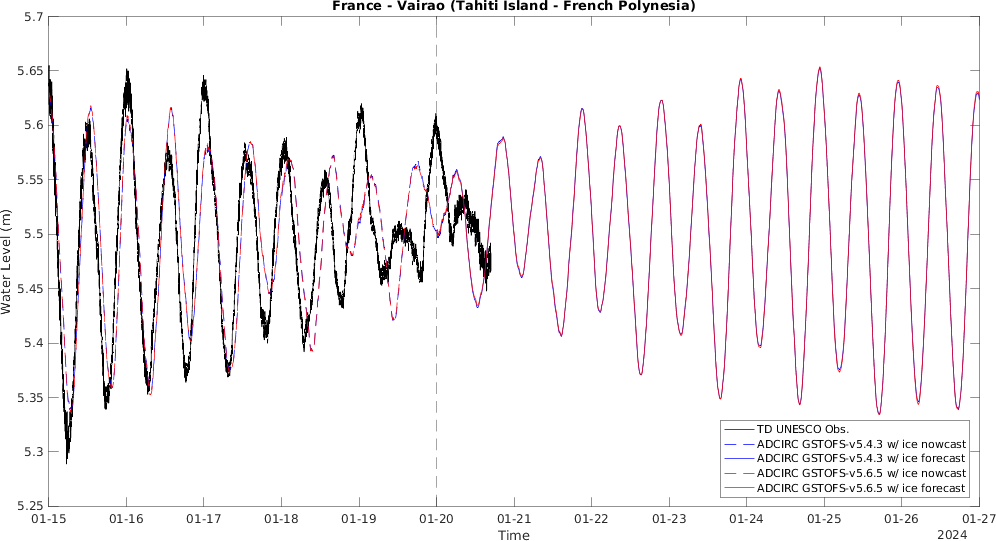 France - Vairao (Tahiti Island - French Polynesia)
5.7
5.65
5.6
5.55
5.5
5.45
5.4
5.35
5.3
5.25
Water Level (m)
TD UNESCO Obs.
ADCIRC GSTOFS-v5.4.3 w/ ice nowcast
ADCIRC GSTOFS-v5.4.3 w/ ice forecast
ADCIRC GSTOFS-v5.6.5 w/ ice nowcast
ADCIRC GSTOFS-v5.6.5 w/ ice forecast
01-15 01-16 01-17 01-18 01-19 01-20 01-21 01-22 01-23 01-24 01-25 01-26 01-27
Time
2024